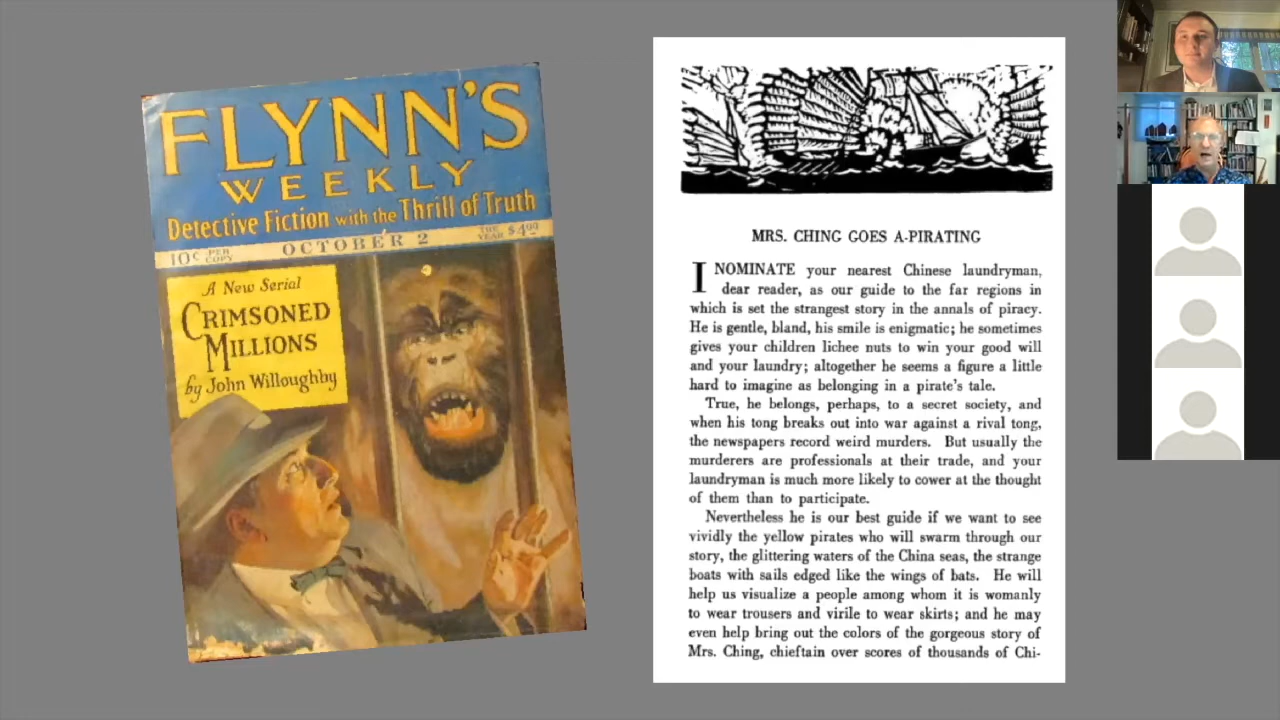 FLYNN'S
WEEKLY
Detective Fiction with the Thrill of Truth
10¢ PER COPY OCTOBER 2 THE YEAR $4.00
A New Serial
CRIMSONED
MILLIONS
by John Willoughby
MRS. CHING GOES A-PIRATING
I NOMINATE your nearest Chinese laundryman,
dear reader, as our guide to the far regions in
which is set the strangest story in the annals of piracy.
He is gentle, bland, his smile is enigmatic; he sometimes
gives your children lichee nuts to win your good will
and your laundry; altogether he seems a figure a little
hard to imagine as belonging in a pirate's tale.
True, he belongs, perhaps, to a secret society, and
when his tong breaks out into war against a rival tong,
the newspapers record weird murders. But usually the
murderers are professionals at their trade, and your
laundryman is much more likely to cower at the thought
of them than to participate.
Nevertheless he is our best guide if we want to see
vividly the yellow pirates who will swarm through our
story, the glittering waters of the China seas, the strange
boats with sails edged like the wings of bats. He will
help us visualize a people among whom it is womanly
to wear trousers and virile to wear skirts; and he may
even help bring out the colors of the gorgeous story of
Mrs. Ching, chieftain over scores of thousands of Chi-